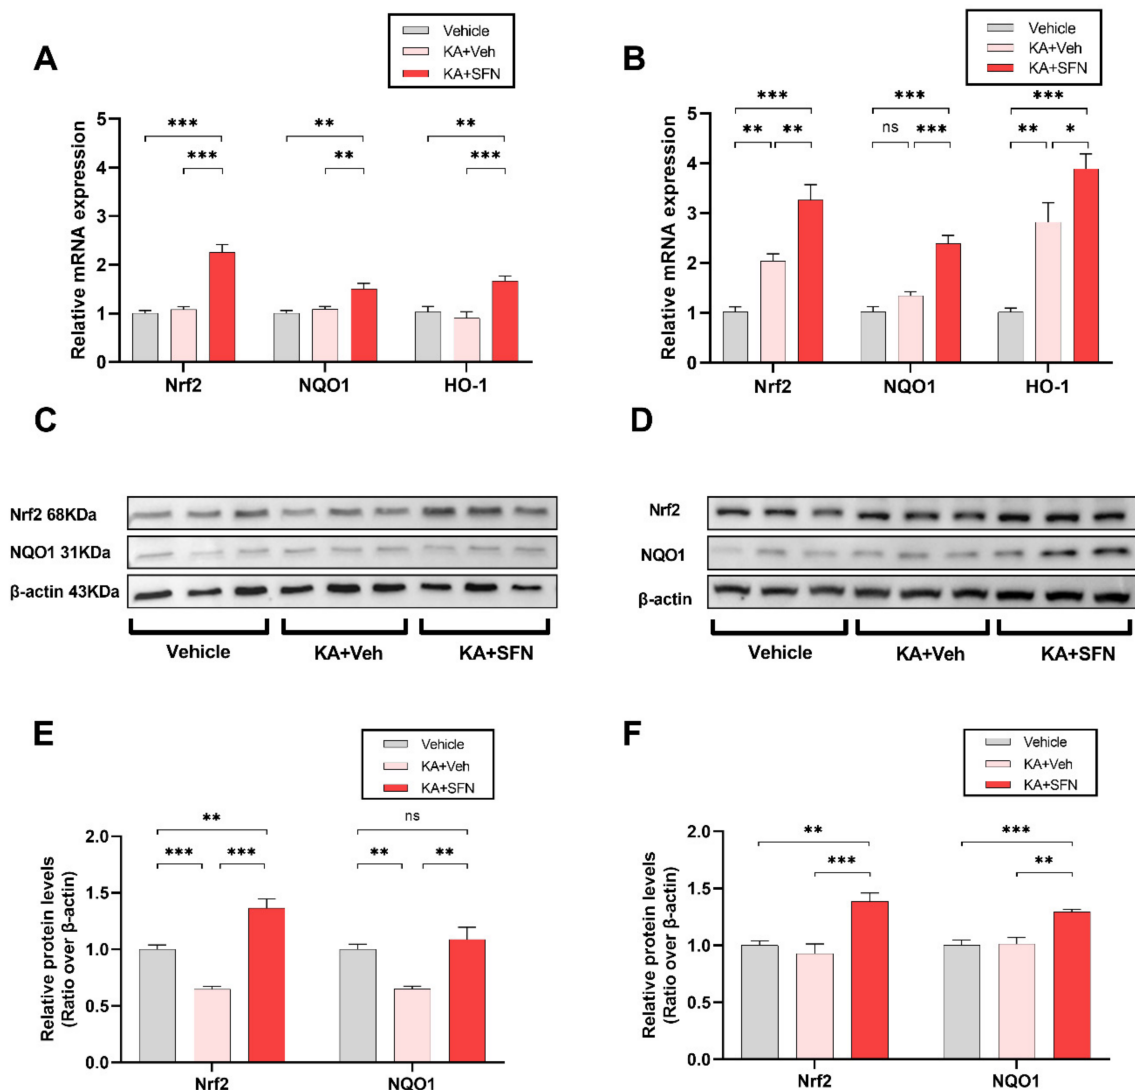 A
Vehicle
KA+Veh
KA+SFN
Relative mRNA expression
5
4
3
2
1
0
*** ** **
*** ** ***
Nrf2 NQO1 HO-1
B
Vehicle
KA+Veh
KA+SFN
Relative mRNA expression
5
4
3
2
1
0
*** *** ***
** ** ns *** ** *
Nrf2 NQO1 HO-1
C
Nrf2 68KDa
NQO1 31KDa
β-actin 43KDa
Vehicle KA+Veh KA+SFN
D
Nrf2
NQO1
β-actin
Vehicle KA+Veh KA+SFN
E
Vehicle
KA+Veh
KA+SFN
Relative protein levels
(Ratio over β-actin)
2.0
1.5
1.0
0.5
0.0
** ns
*** *** ** **
Nrf2 NQO1
F
Vehicle
KA+Veh
KA+SFN
Relative protein levels
(Ratio over β-actin)
2.0
1.5
1.0
0.5
0.0
** ***
*** **
Nrf2 NQO1